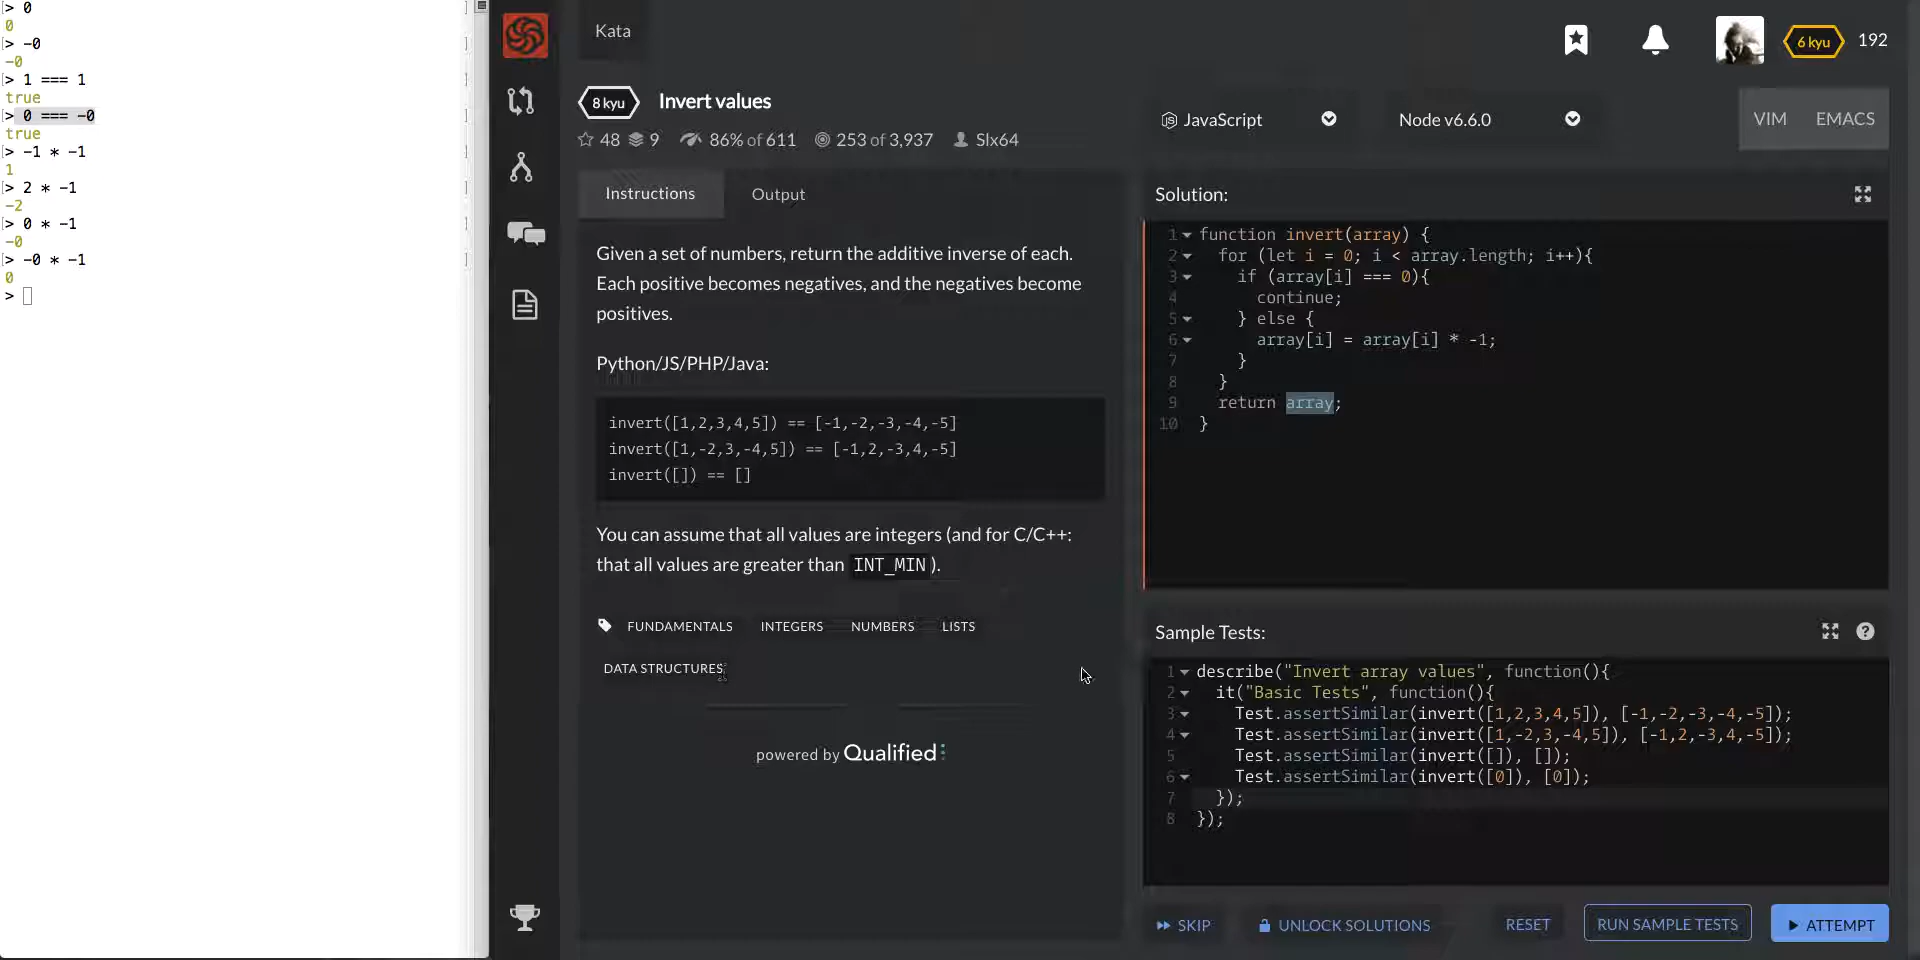 > 0
0
> -0
-0
> 1 === 1
true
> 0 === -0
true
> -1 * -1
1
> 2 * -1
-2
> 0 * -1
-0
> -0 * -1
0
>
Kata
6 kyu
192
8 kyu
Invert values
48
9
86% of 611
253 of 3,937
Slx64
JavaScript
Node v6.6.0
VIM
EMACS
Instructions
Output
Given a set of numbers, return the additive inverse of each.
Each positive becomes negatives, and the negatives become
positives.
Python/JS/PHP/Java:
invert([1,2,3,4,5]) == [-1,-2,-3,-4,-5]
invert([1,-2,3,-4,5]) == [-1,2,-3,4,-5]
invert([]) == []
You can assume that all values are integers (and for C/C++:
that all values are greater than INT_MIN ).
FUNDAMENTALS INTEGERS NUMBERS LISTS
DATA STRUCTURES
powered by Qualified
Solution:
1 function invert(array) {
2 for (let i = 0; i < array.length; i++){
3 if (array[i] === 0){
4 continue;
5 } else {
6 array[i] = array[i] * -1;
7 }
8 }
9 return array;
10 }
Sample Tests:
1 describe("Invert array values", function(){
2 it("Basic Tests", function(){
3 Test.assertSimilar(invert([1,2,3,4,5]), [-1,-2,-3,-4,-5]);
4 Test.assertSimilar(invert([1,-2,3,-4,5]), [-1,2,-3,4,-5]);
5 Test.assertSimilar(invert([]), []);
6 Test.assertSimilar(invert([0]), [0]);
7 });
8 });
SKIP
UNLOCK SOLUTIONS
RESET
RUN SAMPLE TESTS
ATTEMPT